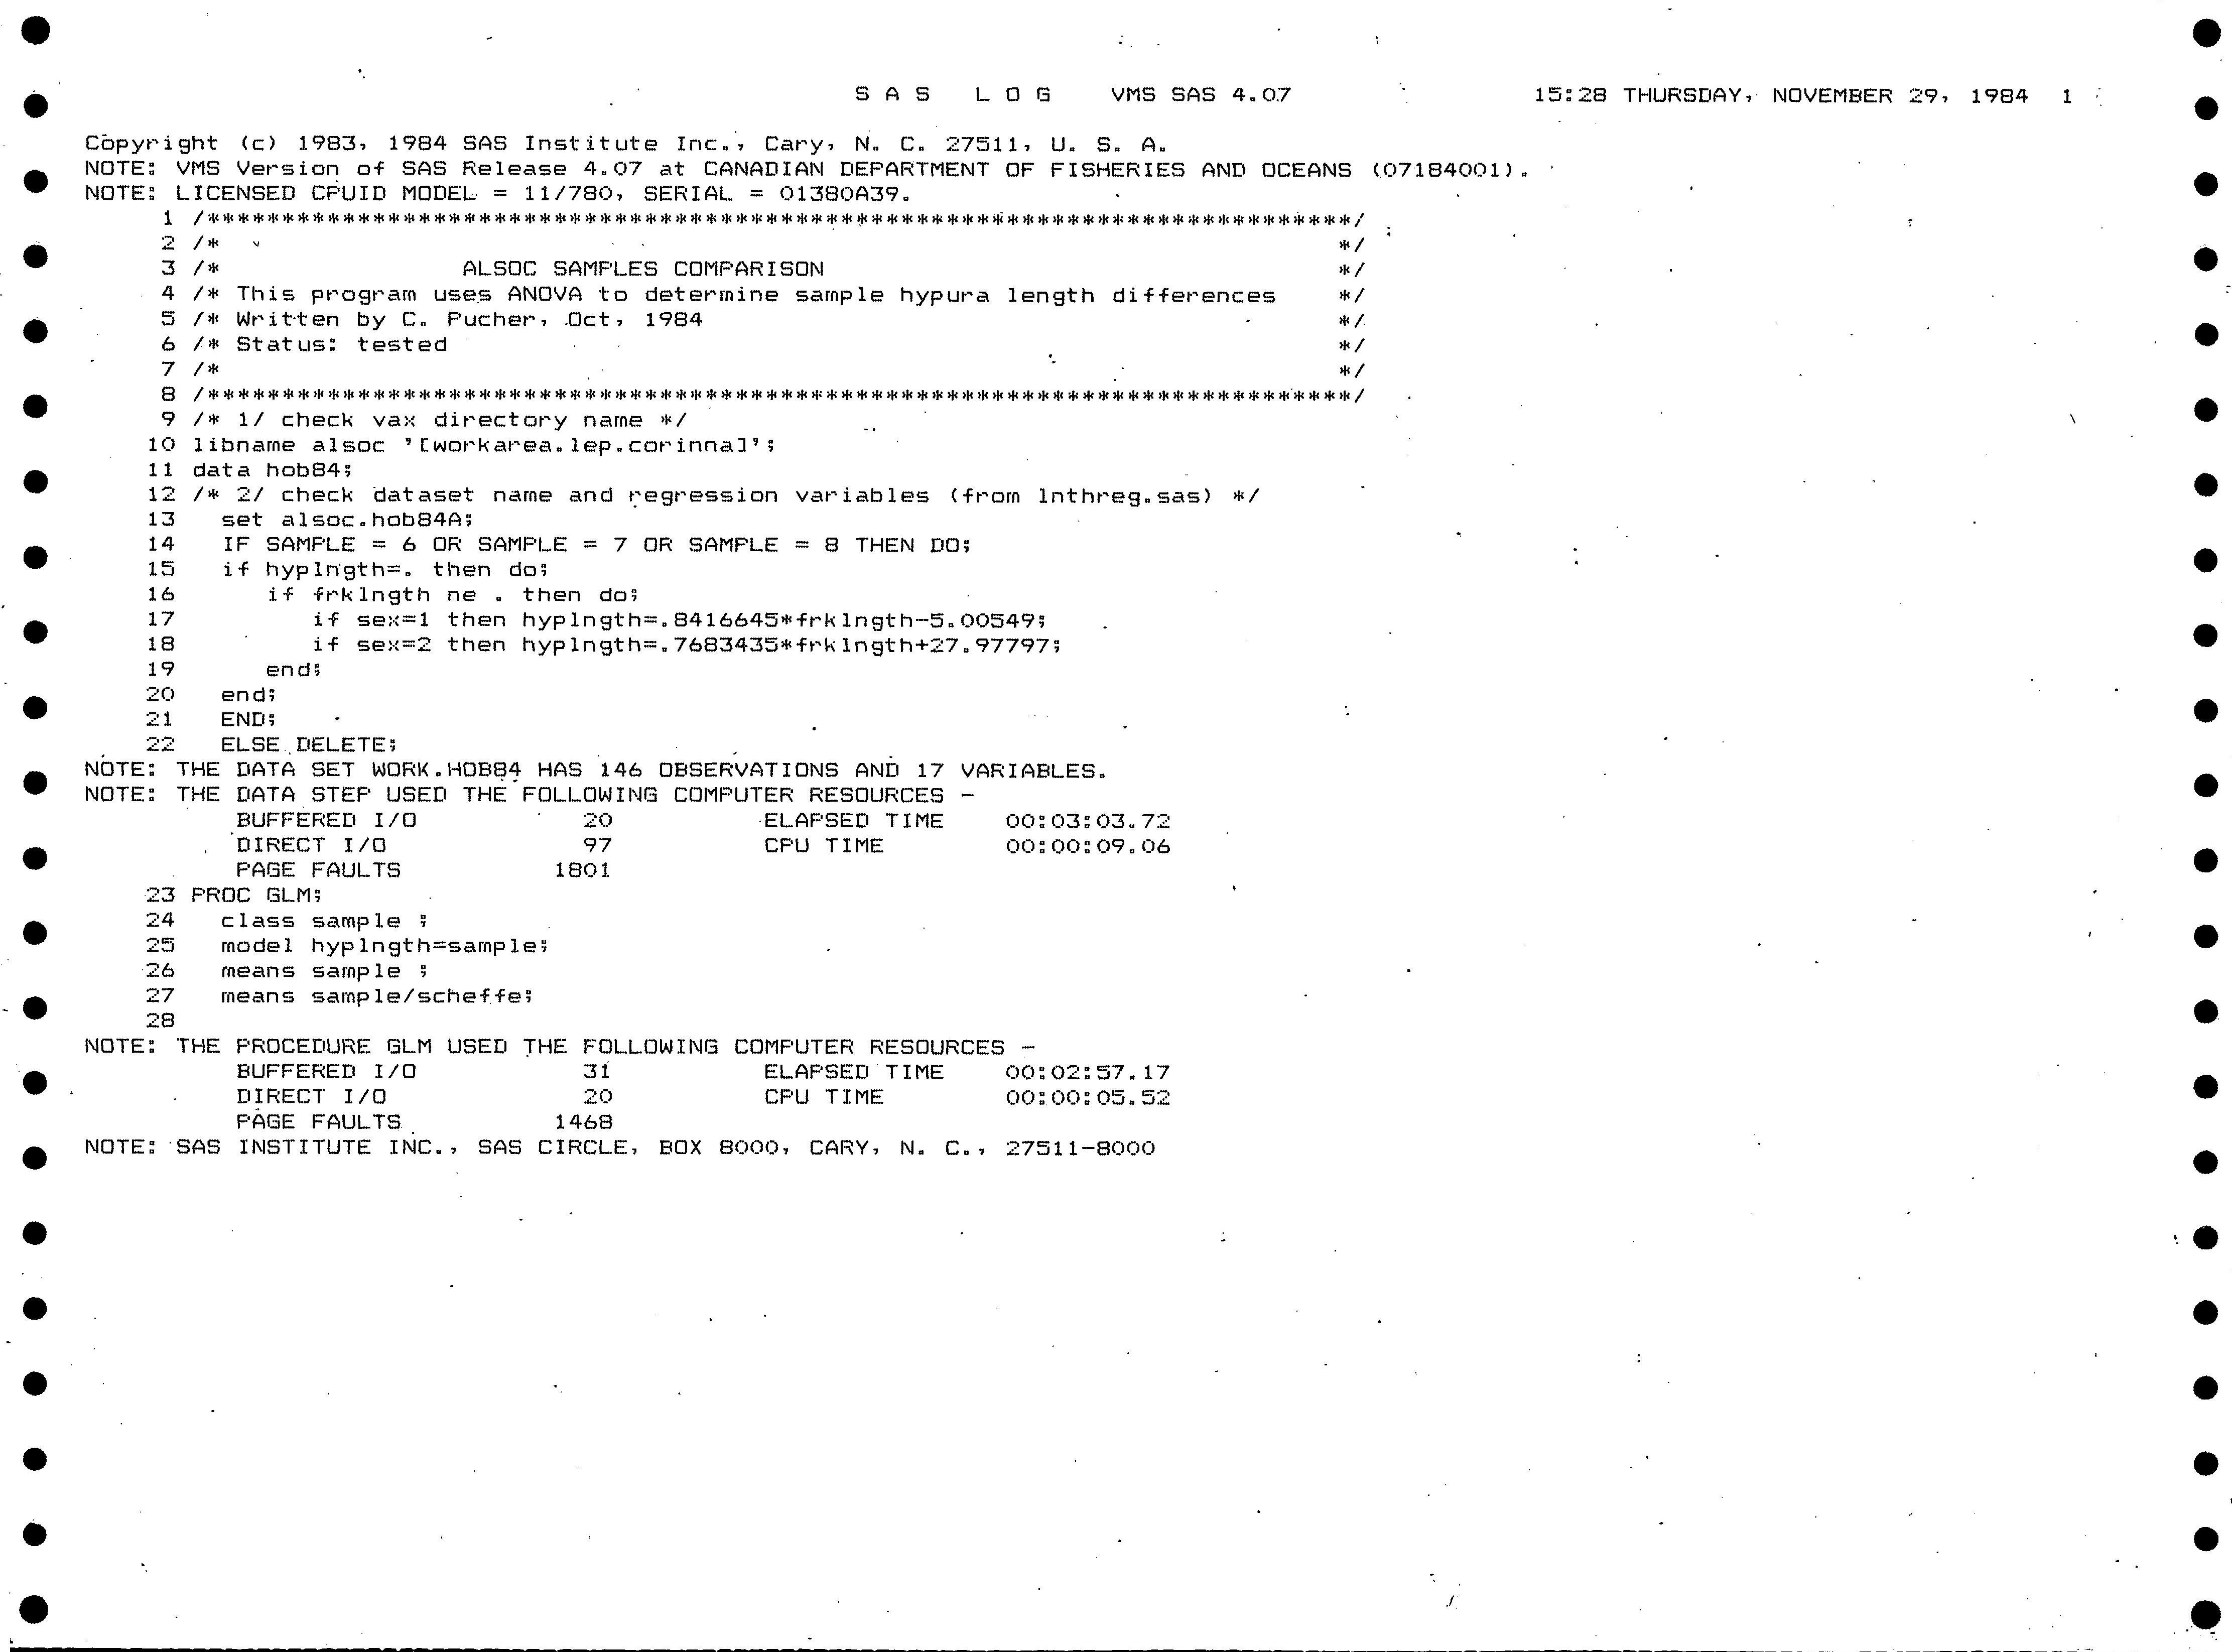 S A S   L O G   VMS SAS 4.07   15:28 THURSDAY, NOVEMBER 29, 1984   1
Copyright (c) 1983, 1984 SAS Institute Inc., Cary, N. C. 27511, U. S. A.
NOTE: VMS Version of SAS Release 4.07 at CANADIAN DEPARTMENT OF FISHERIES AND OCEANS (07184001).
NOTE: LICENSED CPUID MODEL = 11/780, SERIAL = 01380A39.
1 /****************************************************************************/
2 /*                                                                          */
3 /*                ALSOC SAMPLES COMPARISON                                  */
4 /* This program uses ANOVA to determine sample hypura length differences    */
5 /* Written by C. Pucher, Oct, 1984                                          */
6 /* Status: tested                                                           */
7 /*                                                                          */
8 /****************************************************************************/
9 /* 1/ check vax directory name */
10 libname alsoc '[workarea.lep.corinna]';
11 data hob84;
12 /* 2/ check dataset name and regression variables (from lnthreg.sas) */
13   set alsoc.hob84A;
14   IF SAMPLE = 6 OR SAMPLE = 7 OR SAMPLE = 8 THEN DO;
15   if hyplngth=. then do;
16      if frklngth ne . then do;
17         if sex=1 then hyplngth=.8416645*frklngth-5.00549;
18         if sex=2 then hyplngth=.7683435*frklngth+27.97797;
19      end;
20   end;
21   END;
22   ELSE DELETE;
NOTE: THE DATA SET WORK.HOB84 HAS 146 OBSERVATIONS AND 17 VARIABLES.
NOTE: THE DATA STEP USED THE FOLLOWING COMPUTER RESOURCES -
BUFFERED I/O   20   ELAPSED TIME   00:03:03.72
DIRECT I/O   97   CPU TIME   00:00:09.06
PAGE FAULTS   1801
23 PROC GLM;
24   class sample ;
25   model hyplngth=sample;
26   means sample ;
27   means sample/scheffe;
28
NOTE: THE PROCEDURE GLM USED THE FOLLOWING COMPUTER RESOURCES -
BUFFERED I/O   31   ELAPSED TIME   00:02:57.17
DIRECT I/O   20   CPU TIME   00:00:05.52
PAGE FAULTS   1468
NOTE: SAS INSTITUTE INC., SAS CIRCLE, BOX 8000, CARY, N. C., 27511-8000